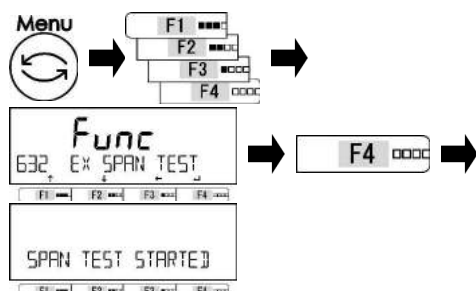 Menu
F1
F2
F3
F4
Func
632 EX SPAN TEST
F1 F2 F3 F4
F4
SPAN TEST STARTED
F1 F2 F3 F4